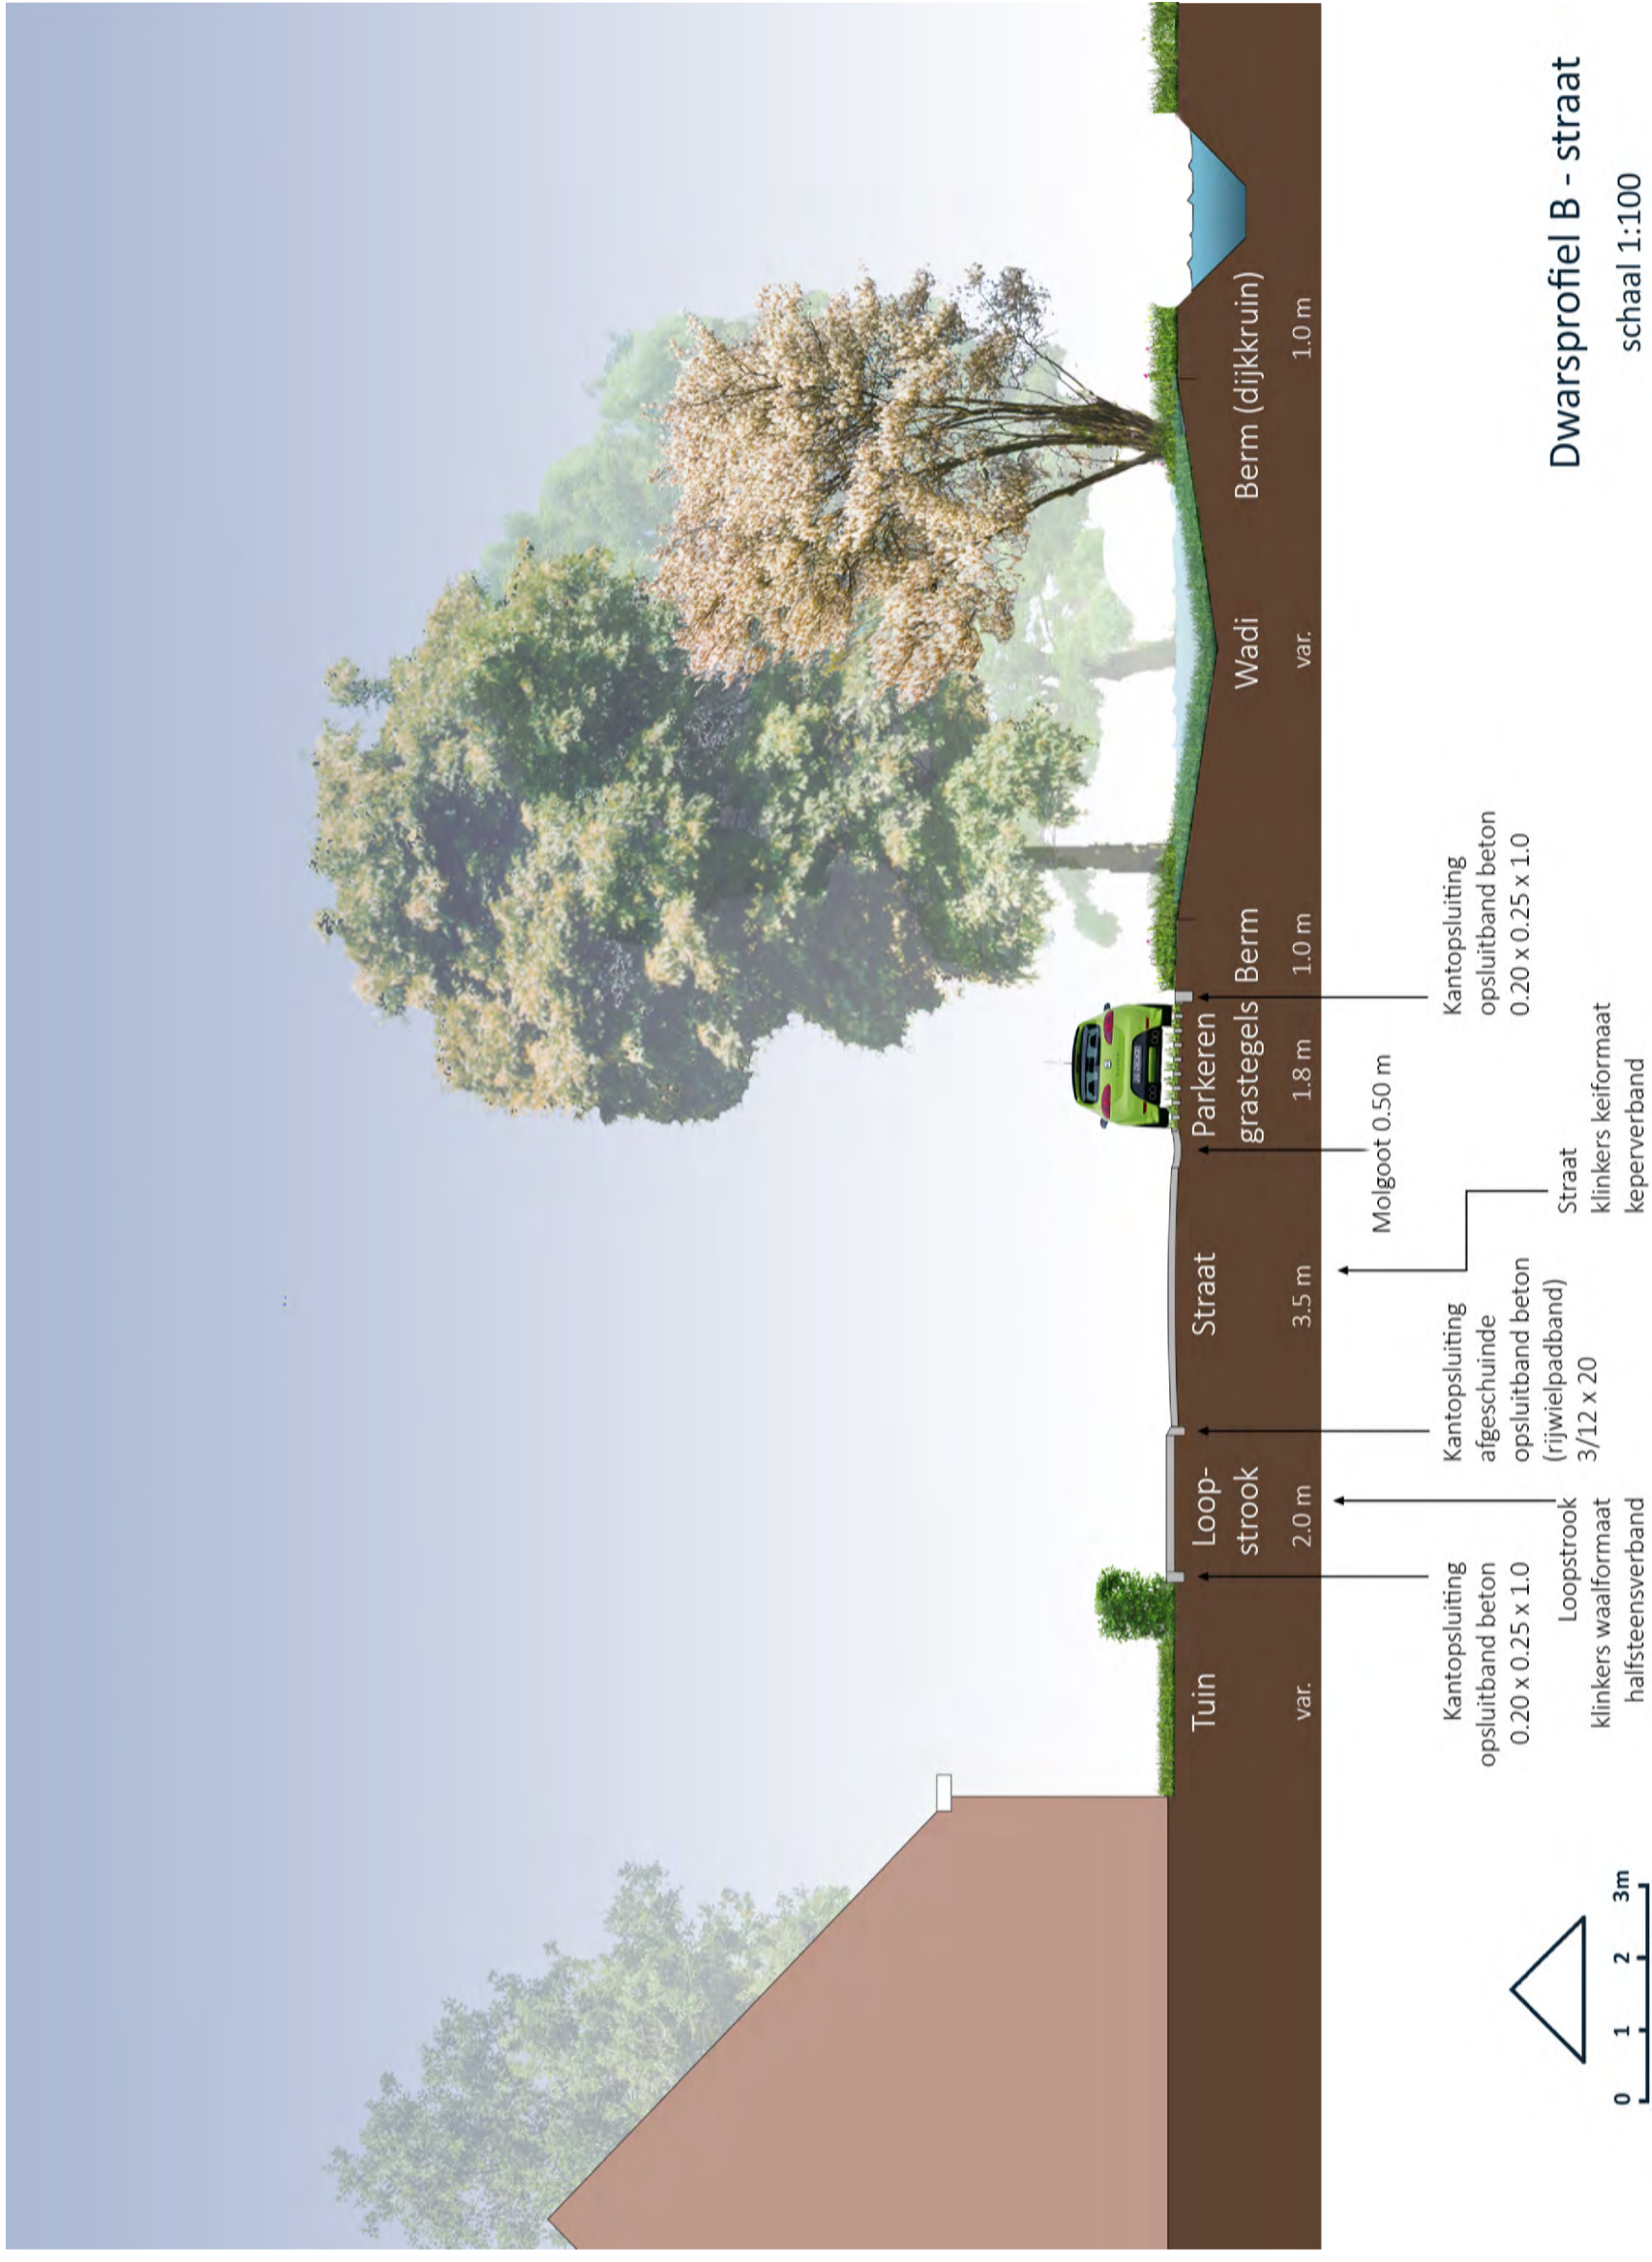 Tuin
var.
Loop-
strook
2.0 m
Straat
3.5 m
Parkeren
grastegels
1.8 m
Berm
1.0 m
Wadi
var.
Berm (dijkkruin)
1.0 m
Kantopsluiting
opsluitband beton
0.20 x 0.25 x 1.0
Loopstrook
klinkers waalformaat
halfsteensverband
Kantopsluiting
afgeschuinde
opsluitband beton
(rijwielpadband)
3/12 x 20
Straat
klinkers keiformaat
keperverband
Molgoot 0.50 m
Kantopsluiting
opsluitband beton
0.20 x 0.25 x 1.0
Dwarsprofiel B - straat
schaal 1:100
0 1 2 3m